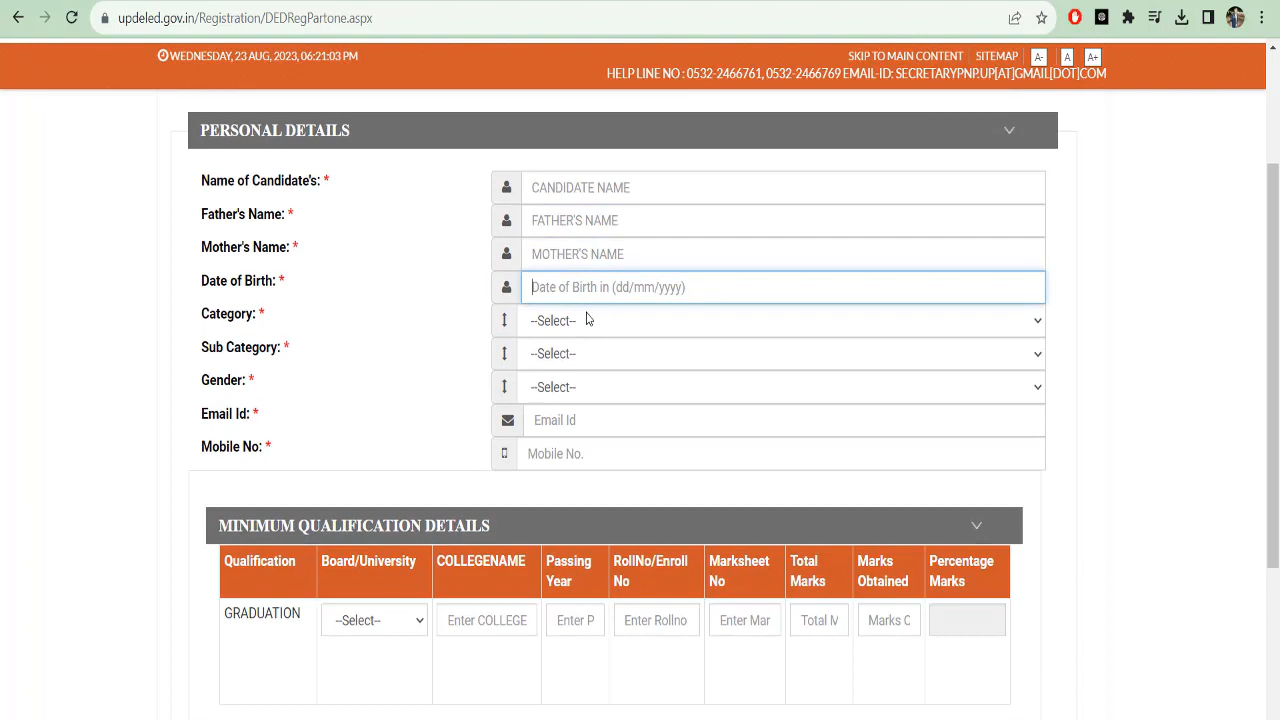 updeled.gov.in/Registration/DEDRegPartone.aspx
WEDNESDAY, 23 AUG, 2023, 06:21:03 PM
SKIP TO MAIN CONTENT SITEMAP A- A A+
HELP LINE NO : 0532-2466761, 0532-2466769 EMAIL-ID: SECRETARYPNP.UP[AT]GMAIL[DOT]COM
PERSONAL DETAILS
Name of Candidate's: * CANDIDATE NAME
Father's Name: * FATHER'S NAME
Mother's Name: * MOTHER'S NAME
Date of Birth: * Date of Birth in (dd/mm/yyyy)
Category: * --Select--
Sub Category: * --Select--
Gender: * --Select--
Email Id: * Email Id
Mobile No: * Mobile No.
MINIMUM QUALIFICATION DETAILS
Qualification Board/University COLLEGENAME Passing Year RollNo/Enroll No Marksheet No Total Marks Marks Obtained Percentage Marks
GRADUATION --Select-- Enter COLLEGE Enter P Enter Rollno Enter Mar Total M Marks O